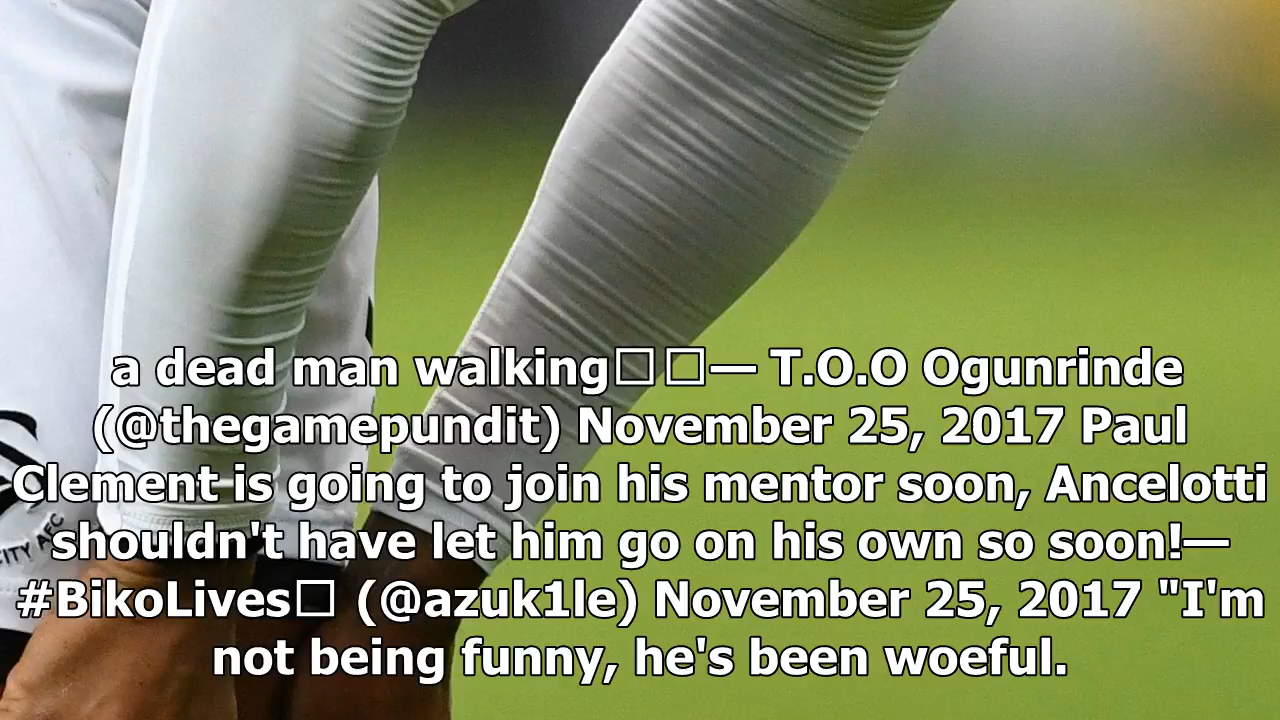 a dead man walking□□— T.O.O Ogunrinde
(@thegamepundit) November 25, 2017 Paul
Clement is going to join his mentor soon, Ancelotti
shouldn't have let him go on his own so soon!—
#BikoLives□ (@azuk1le) November 25, 2017 "I'm
not being funny, he's been woeful.
CITY AFC